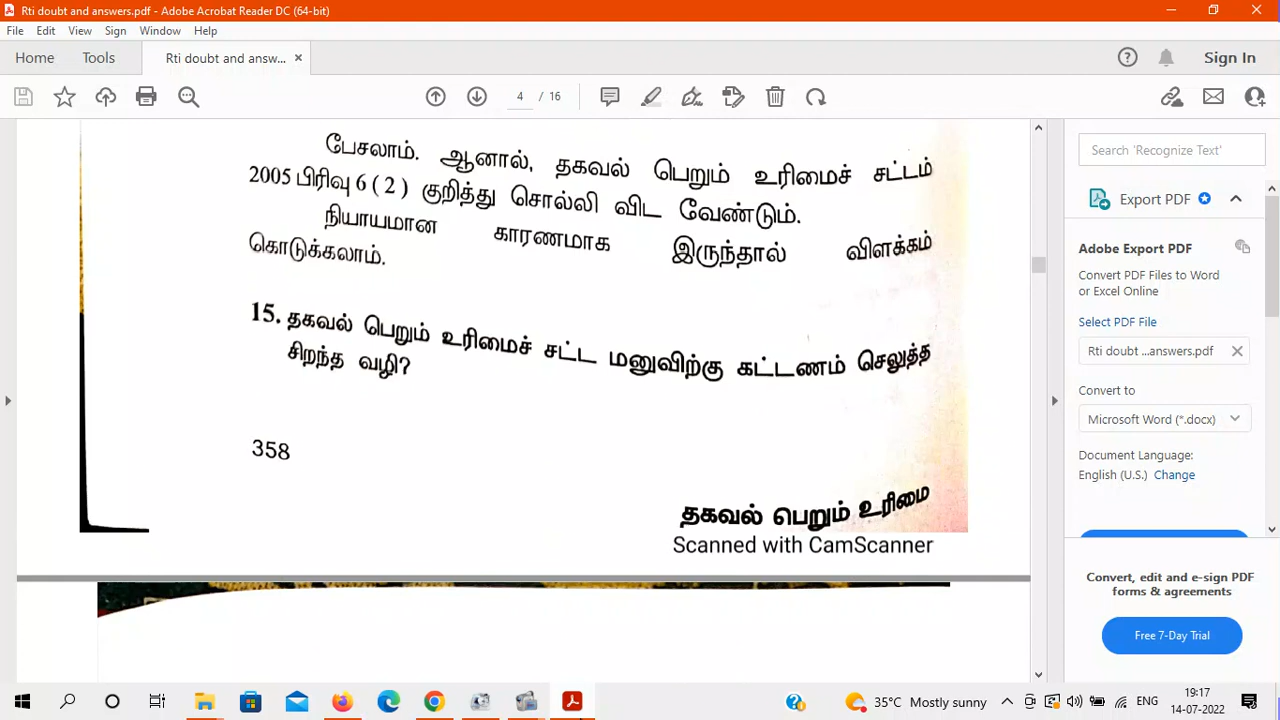 Rti doubt and answers.pdf - Adobe Acrobat Reader DC (64-bit)
File Edit View Sign Window Help
Home Tools Rti doubt and answ... × Sign In
4 / 16
பேசலாம். ஆனால், தகவல் பெறும் உரிமைச் சட்டம்
2005 பிரிவு 6 ( 2 ) குறித்து சொல்லி விட வேண்டும்.
நியாயமான காரணமாக இருந்தால் விளக்கம்
கொடுக்கலாம்.
15. தகவல் பெறும் உரிமைச் சட்ட மனுவிற்கு கட்டணம் செலுத்த
சிறந்த வழி?
358
தகவல் பெறும் உரிமை
Scanned with CamScanner
Search 'Recognize Text'
Export PDF
Adobe Export PDF
Convert PDF Files to Word
or Excel Online
Select PDF File
Rti doubt ...answers.pdf
Convert to
Microsoft Word (*.docx)
Document Language:
English (U.S.) Change
Convert, edit and e-sign PDF
forms & agreements
Free 7-Day Trial
35°C Mostly sunny ENG 19:17
14-07-2022